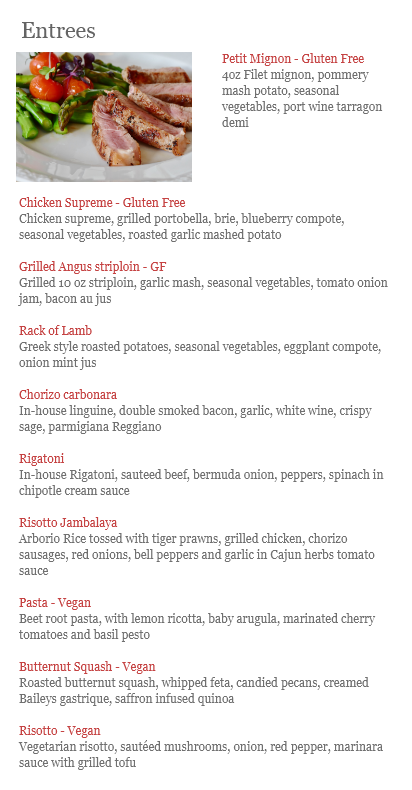 Entrees
Petit Mignon - Gluten Free
4oz Filet mignon, pommery
mash potato, seasonal
vegetables, port wine tarragon
demi
Chicken Supreme - Gluten Free
Chicken supreme, grilled portobella, brie, blueberry compote,
seasonal vegetables, roasted garlic mashed potato
Grilled Angus striploin - GF
Grilled 10 oz striploin, garlic mash, seasonal vegetables, tomato onion
jam, bacon au jus
Rack of Lamb
Greek style roasted potatoes, seasonal vegetables, eggplant compote,
onion mint jus
Chorizo carbonara
In-house linguine, double smoked bacon, garlic, white wine, crispy
sage, parmigiana Reggiano
Rigatoni
In-house Rigatoni, sauteed beef, bermuda onion, peppers, spinach in
chipotle cream sauce
Risotto Jambalaya
Arborio Rice tossed with tiger prawns, grilled chicken, chorizo
sausages, red onions, bell peppers and garlic in Cajun herbs tomato
sauce
Pasta - Vegan
Beet root pasta, with lemon ricotta, baby arugula, marinated cherry
tomatoes and basil pesto
Butternut Squash - Vegan
Roasted butternut squash, whipped feta, candied pecans, creamed
Baileys gastrique, saffron infused quinoa
Risotto - Vegan
Vegetarian risotto, sautéed mushrooms, onion, red pepper, marinara
sauce with grilled tofu